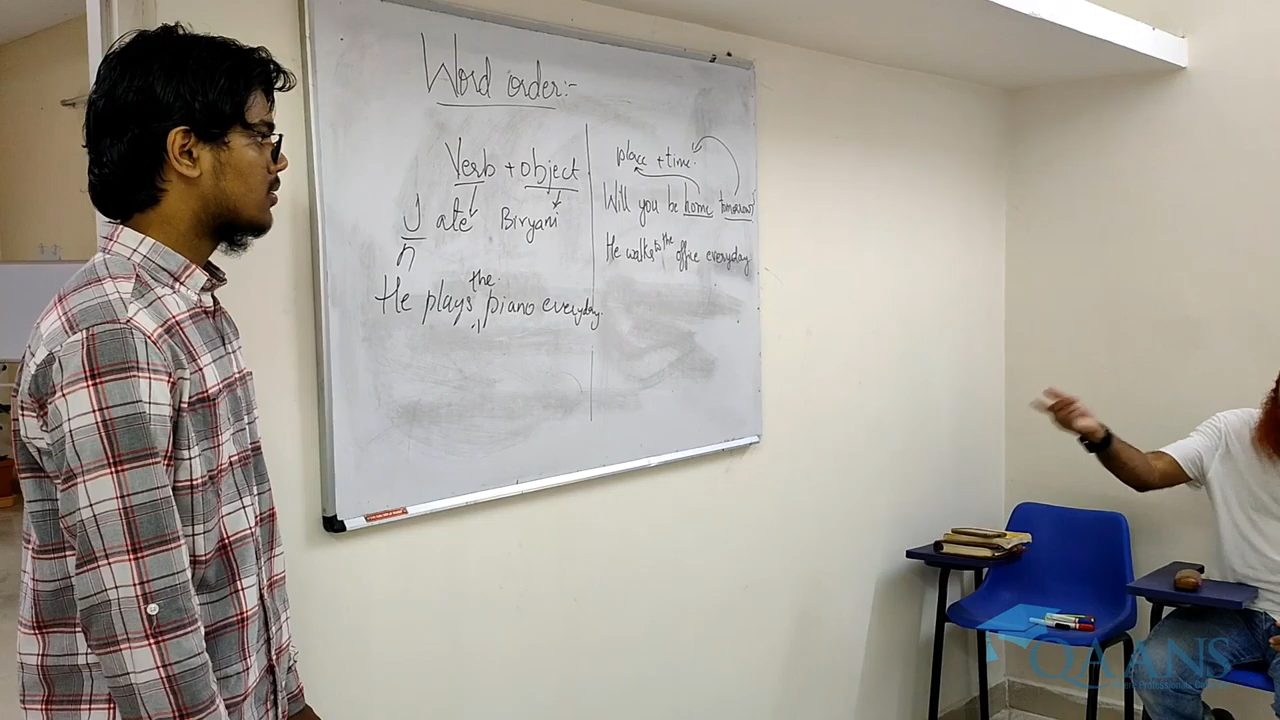 Word order:-
Verb + object
I ate Biryani
n
He plays the piano everyday.
place + time.
Will you be home tomorrow?
He walks to the office everyday
QAANS